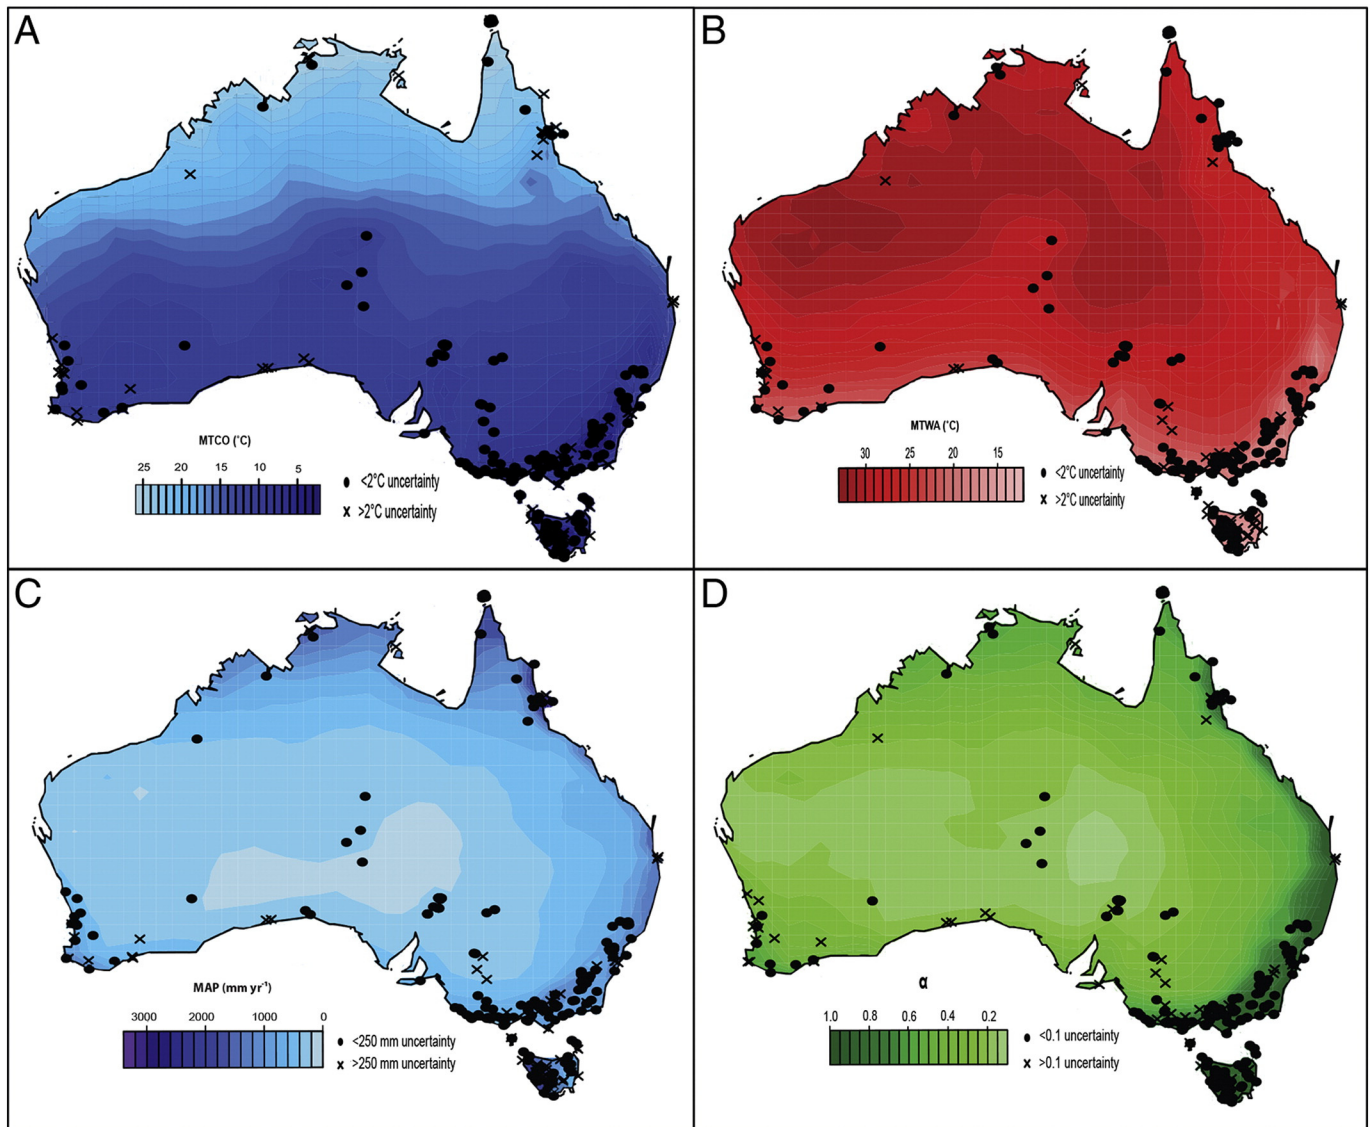 A
MTCO (°C)
25 20 15 10 5
<2°C uncertainty
x >2°C uncertainty
B
MTWA (°C)
30 25 20 15
<2°C uncertainty
x >2°C uncertainty
C
MAP (mm yr⁻¹)
3000 2000 1000 0
<250 mm uncertainty
x >250 mm uncertainty
D
α
1.0 0.8 0.6 0.4 0.2
<0.1 uncertainty
x >0.1 uncertainty